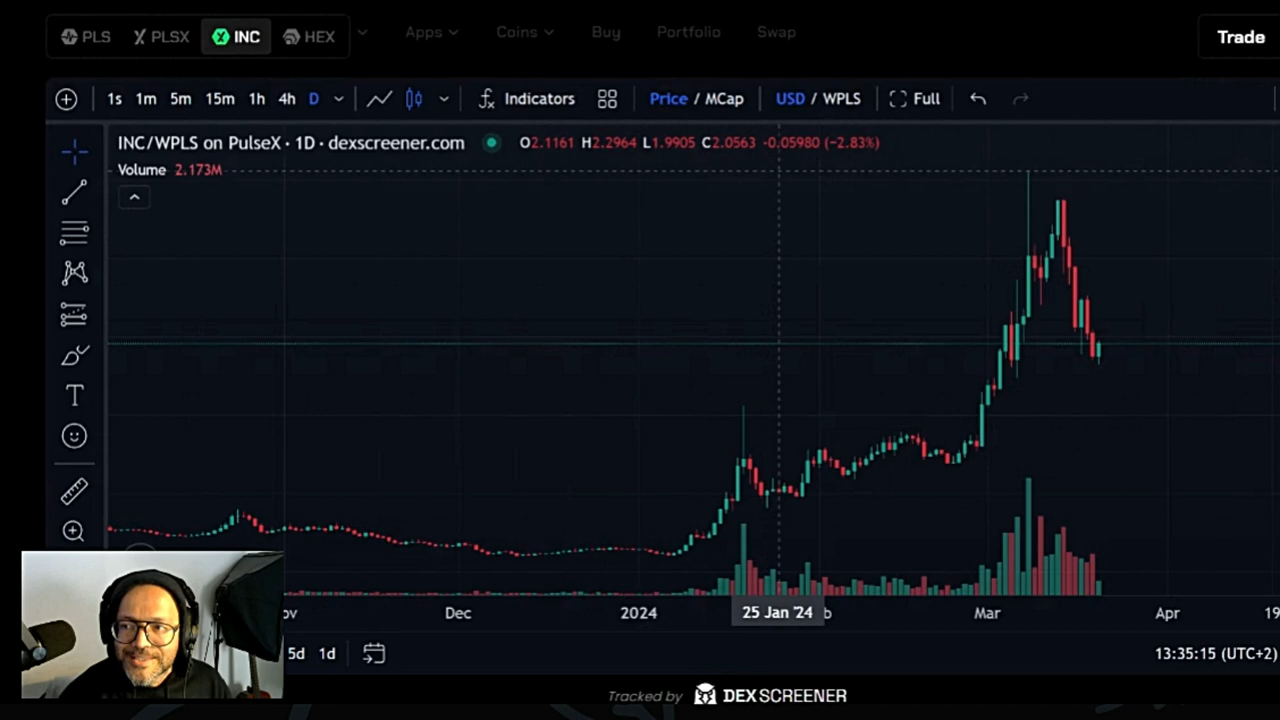 PLS PLSX INC HEX Apps Coins Buy Portfolio Swap Trade
1s 1m 5m 15m 1h 4h D Indicators Price / MCap USD / WPLS Full
INC/WPLS on PulseX · 1D · dexscreener.com O2.1161 H2.2964 L1.9905 C2.0563 -0.05980 (−2.83%)
Volume 2.173M
Dec 2024 25 Jan '24 Mar Apr 19
5d 1d 13:35:15 (UTC+2)
Tracked by DEX SCREENER